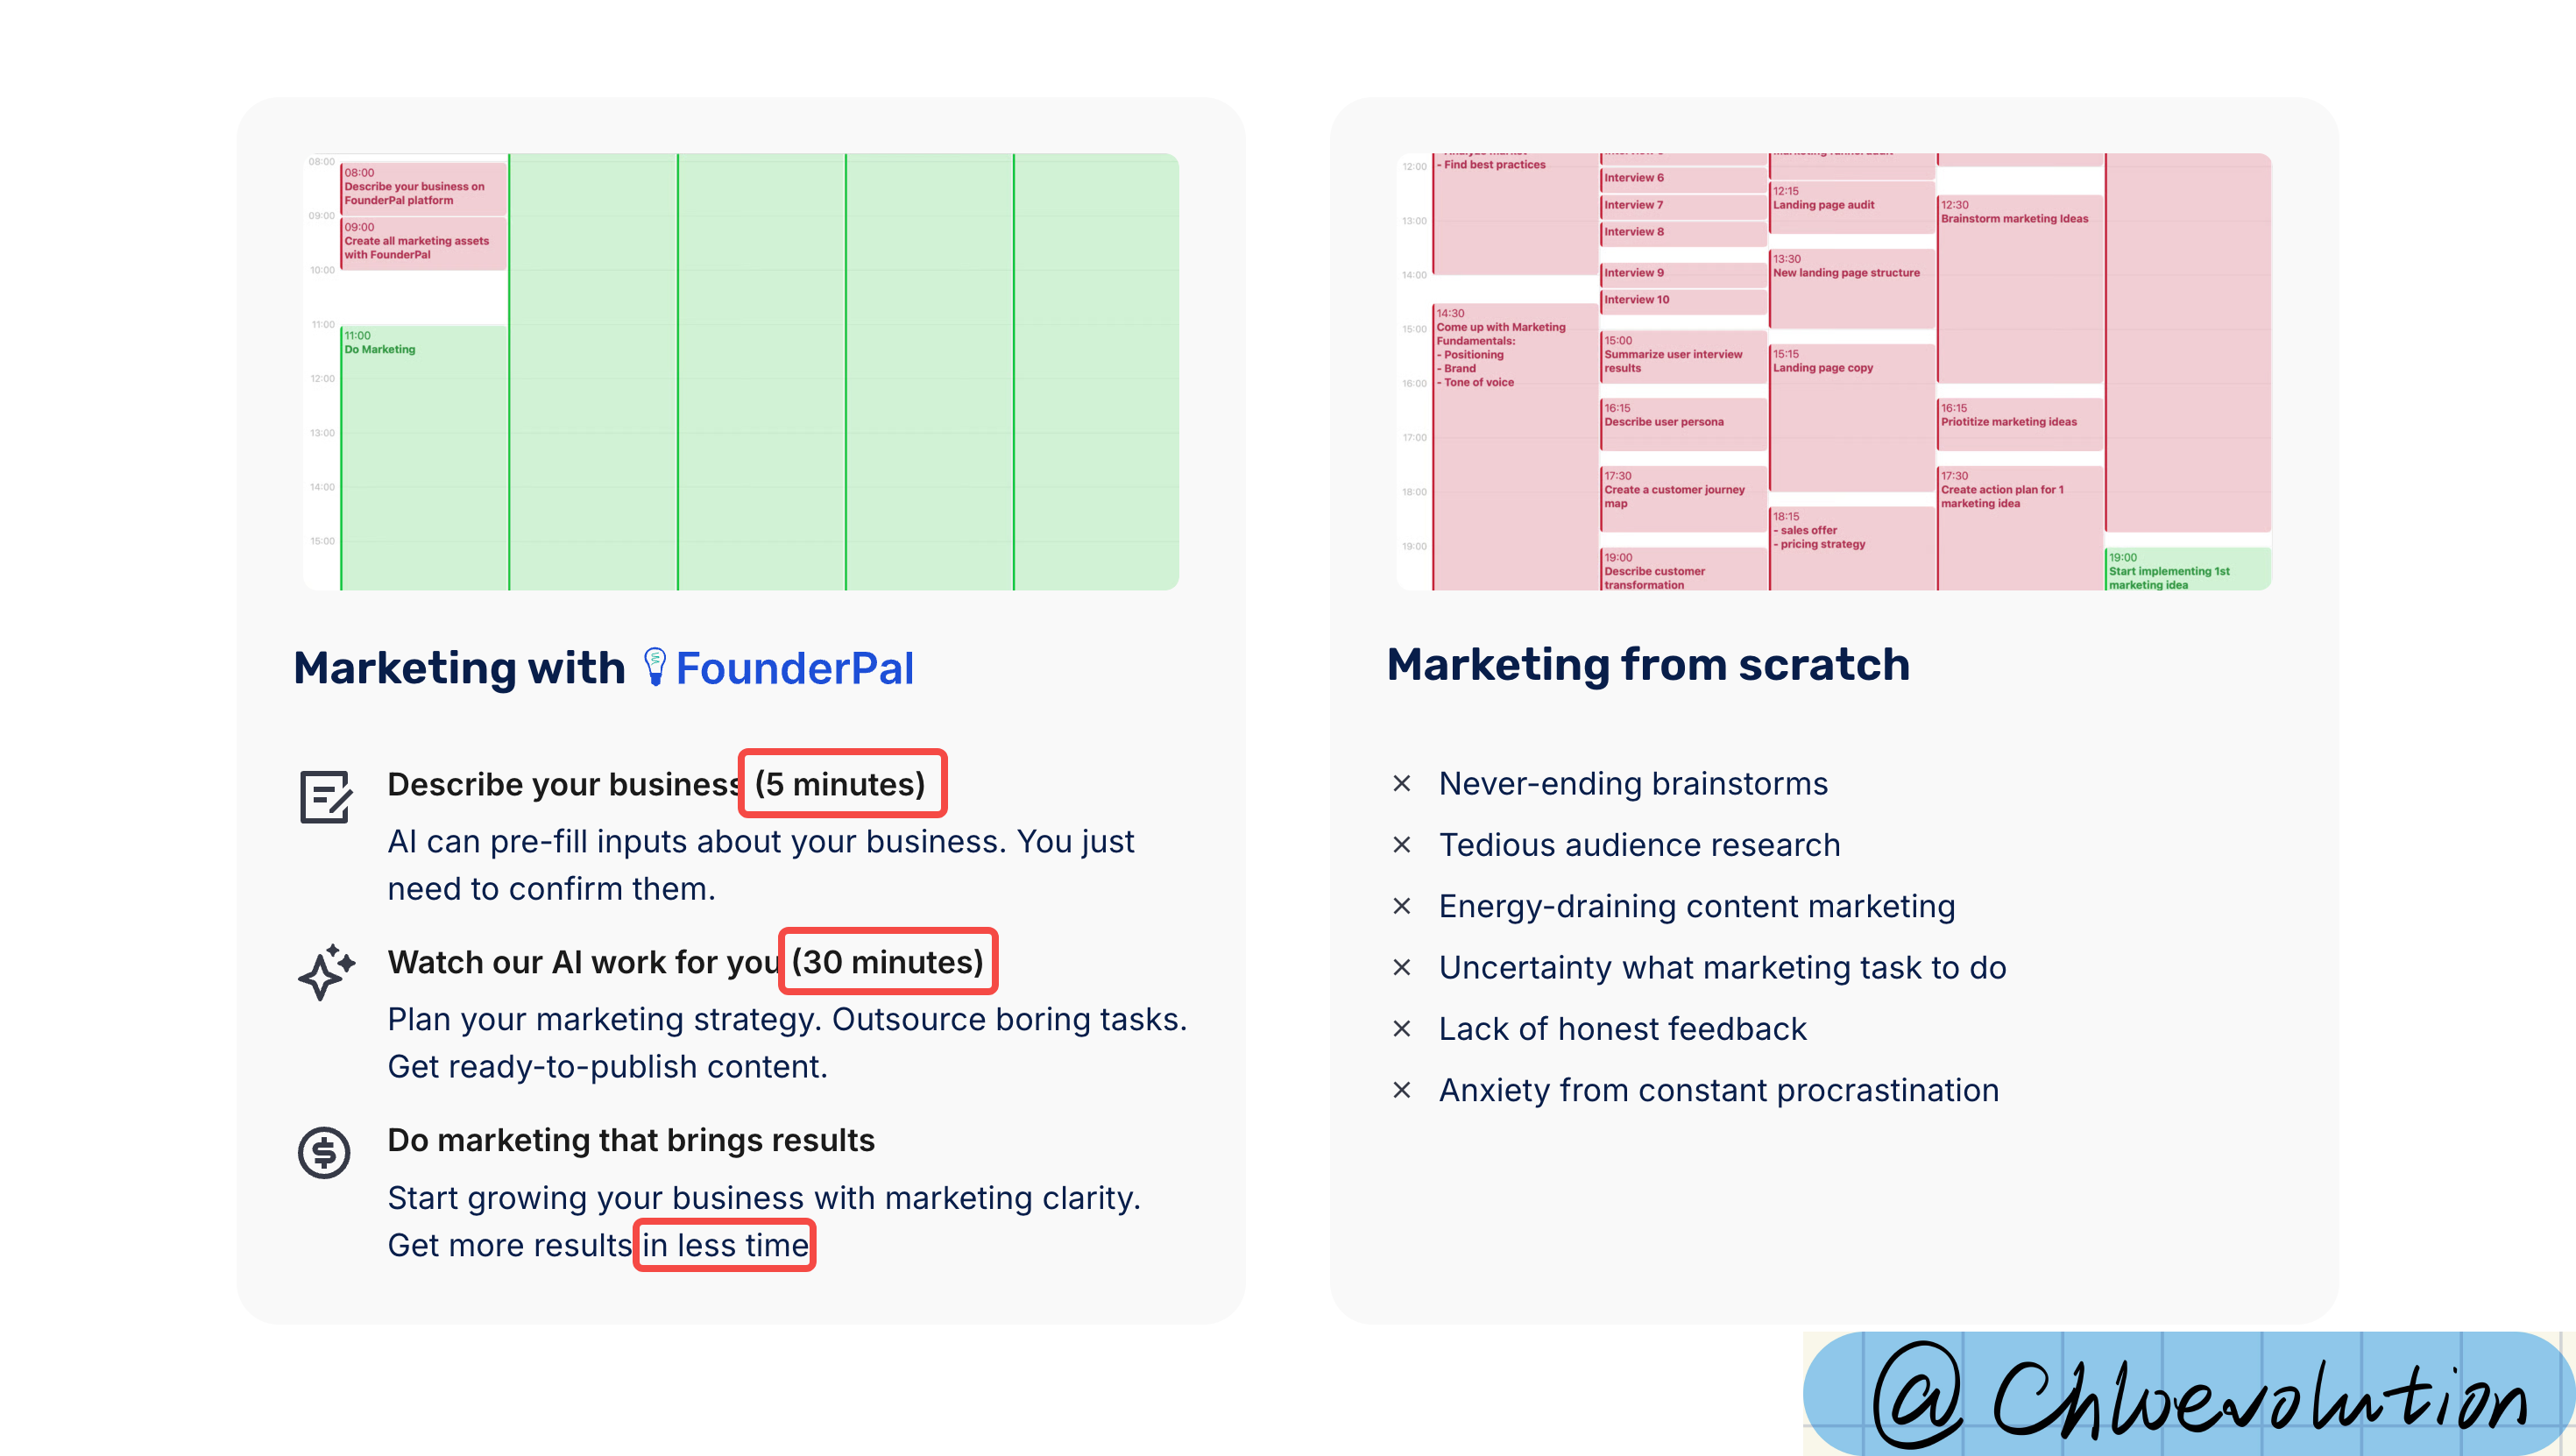 08:00
08:00
Describe your business on
FounderPal platform
09:00
09:00
Create all marketing assets
with FounderPal
10:00
11:00
11:00
Do Marketing
12:00
13:00
14:00
15:00
Marketing with FounderPal
Describe your business (5 minutes)
AI can pre-fill inputs about your business. You just
need to confirm them.
Watch our AI work for you (30 minutes)
Plan your marketing strategy. Outsource boring tasks.
Get ready-to-publish content.
Do marketing that brings results
Start growing your business with marketing clarity.
Get more results in less time
12:00
13:00
14:00
15:00
16:00
17:00
18:00
19:00
- Find best practices
14:30
Come up with Marketing
Fundamentals:
- Positioning
- Brand
- Tone of voice
Interview 6
Interview 7
Interview 8
Interview 9
Interview 10
15:00
Summarize user interview
results
16:15
Describe user persona
17:30
Create a customer journey
map
19:00
Describe customer
transformation
12:15
Landing page audit
13:30
New landing page structure
15:15
Landing page copy
18:15
- sales offer
- pricing strategy
12:30
Brainstorm marketing Ideas
16:15
Priotitize marketing ideas
17:30
Create action plan for 1
marketing idea
19:00
Start implementing 1st
marketing idea
Marketing from scratch
× Never-ending brainstorms
× Tedious audience research
× Energy-draining content marketing
× Uncertainty what marketing task to do
× Lack of honest feedback
× Anxiety from constant procrastination
@Chloevolution